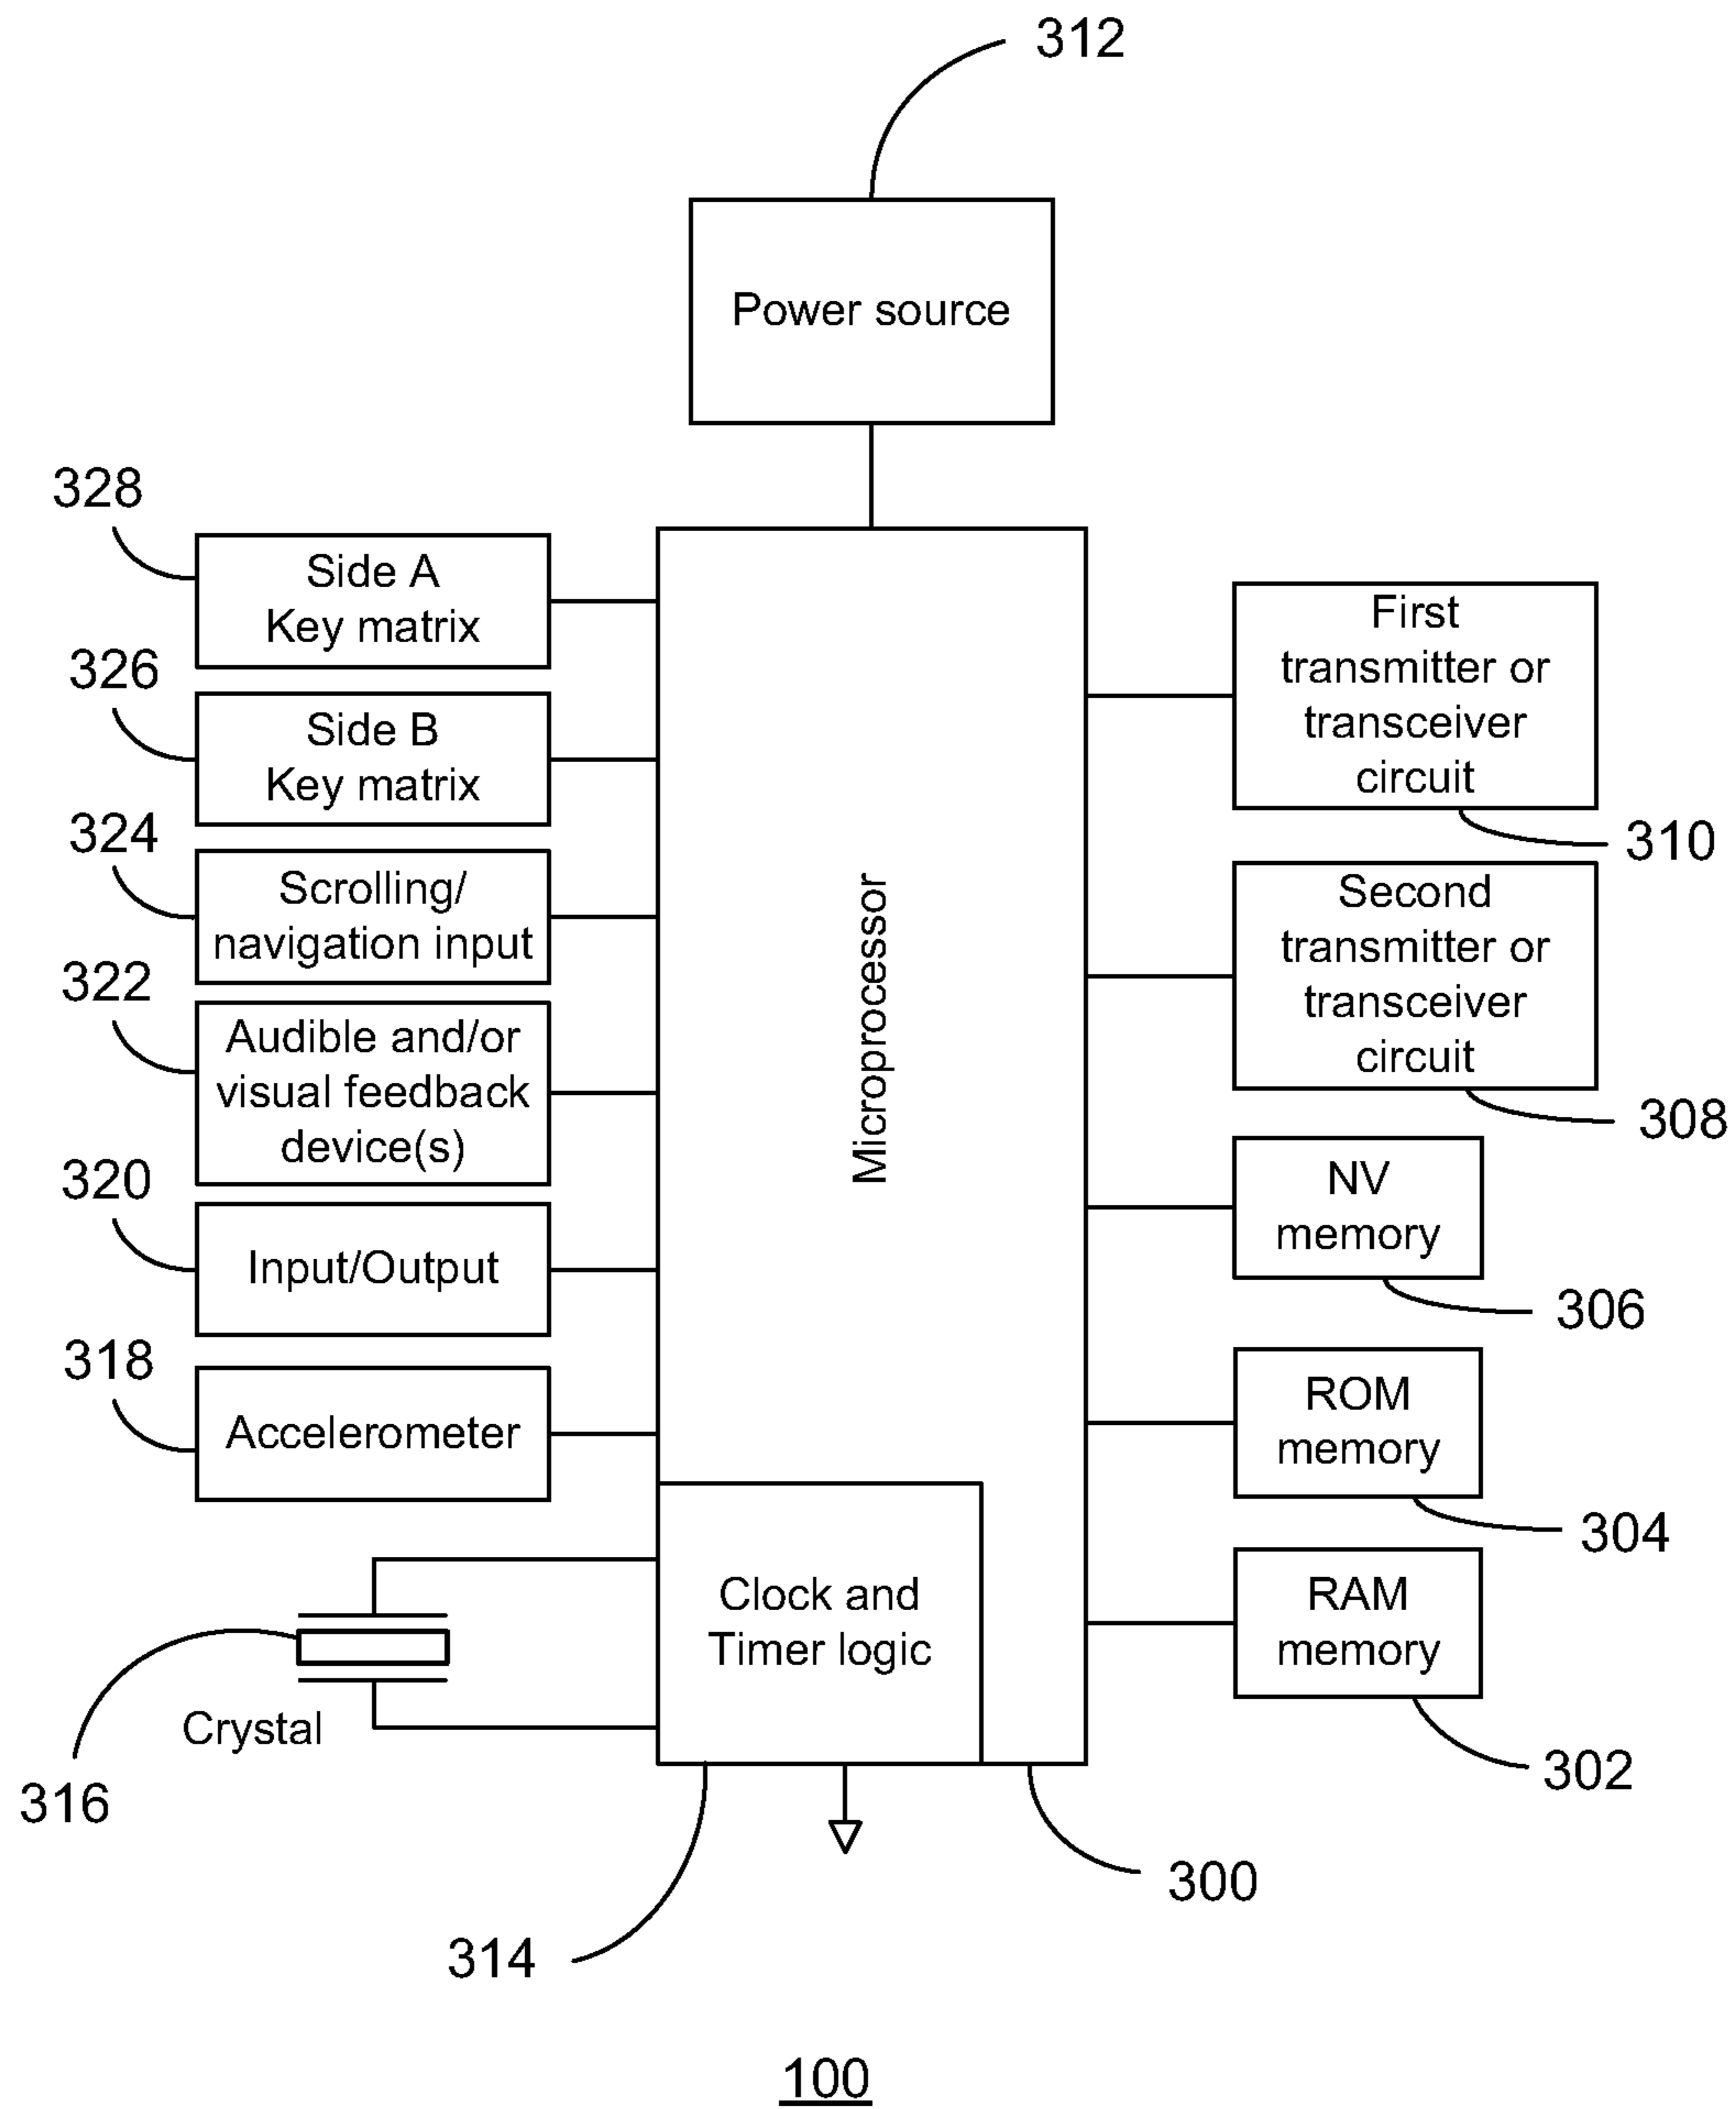 312
Power source
328
Side A
Key matrix
326
Side B
Key matrix
324
Scrolling/
navigation input
322
Audible and/or
visual feedback
device(s)
320
Input/Output
318
Accelerometer
Microprocessor
First
transmitter or
transceiver
circuit
310
Second
transmitter or
transceiver
circuit
308
NV
memory
306
ROM
memory
304
RAM
memory
302
Clock and
Timer logic
Crystal
316
300
314
100